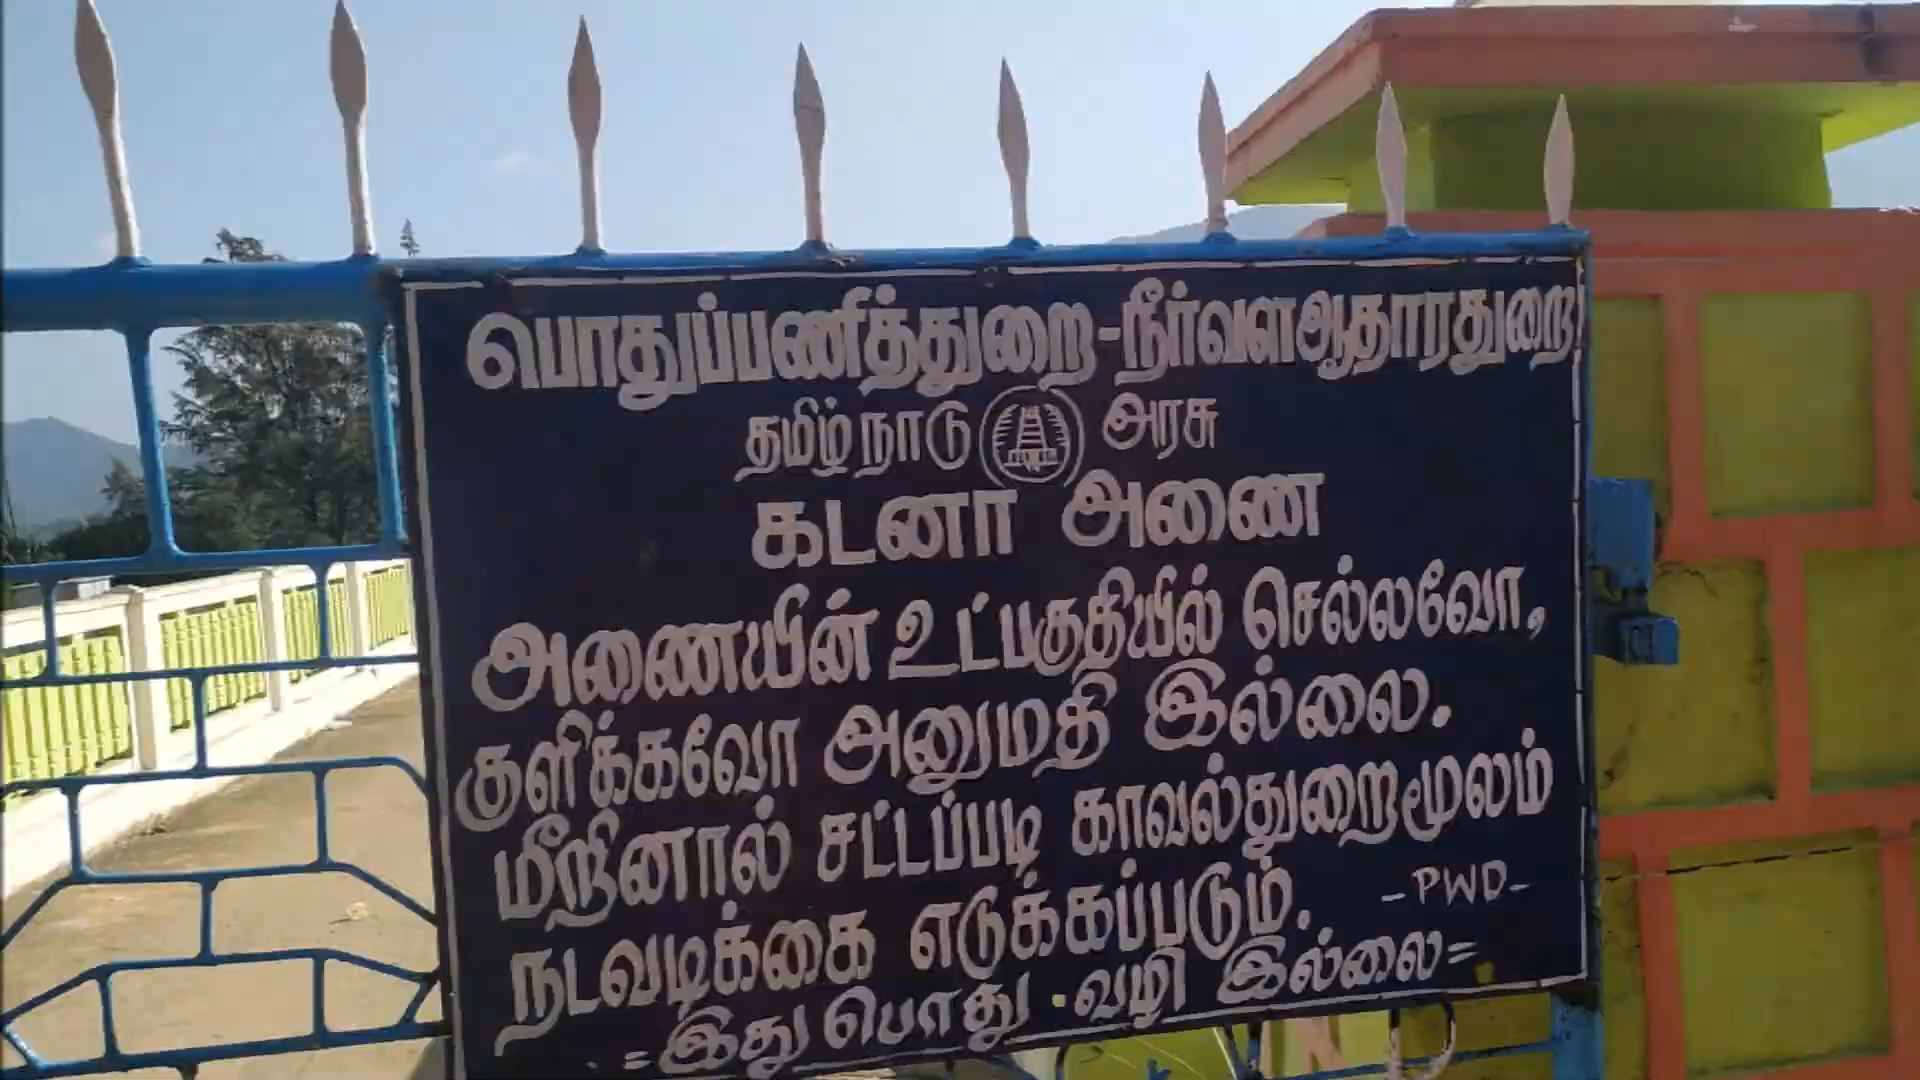 பொதுப்பணித்துறை-நீர்வளஆதாரதுறை
தமிழ்நாடு அரசு
கடனா அணை
அணையின் உட்பகுதியில் செல்லவோ,
குளிக்கவோ அனுமதி இல்லை.
மீறினால் சட்டப்படி காவல்துறைமூலம்
நடவடிக்கை எடுக்கப்படும். -PWD-
=இது பொது வழி இல்லை=